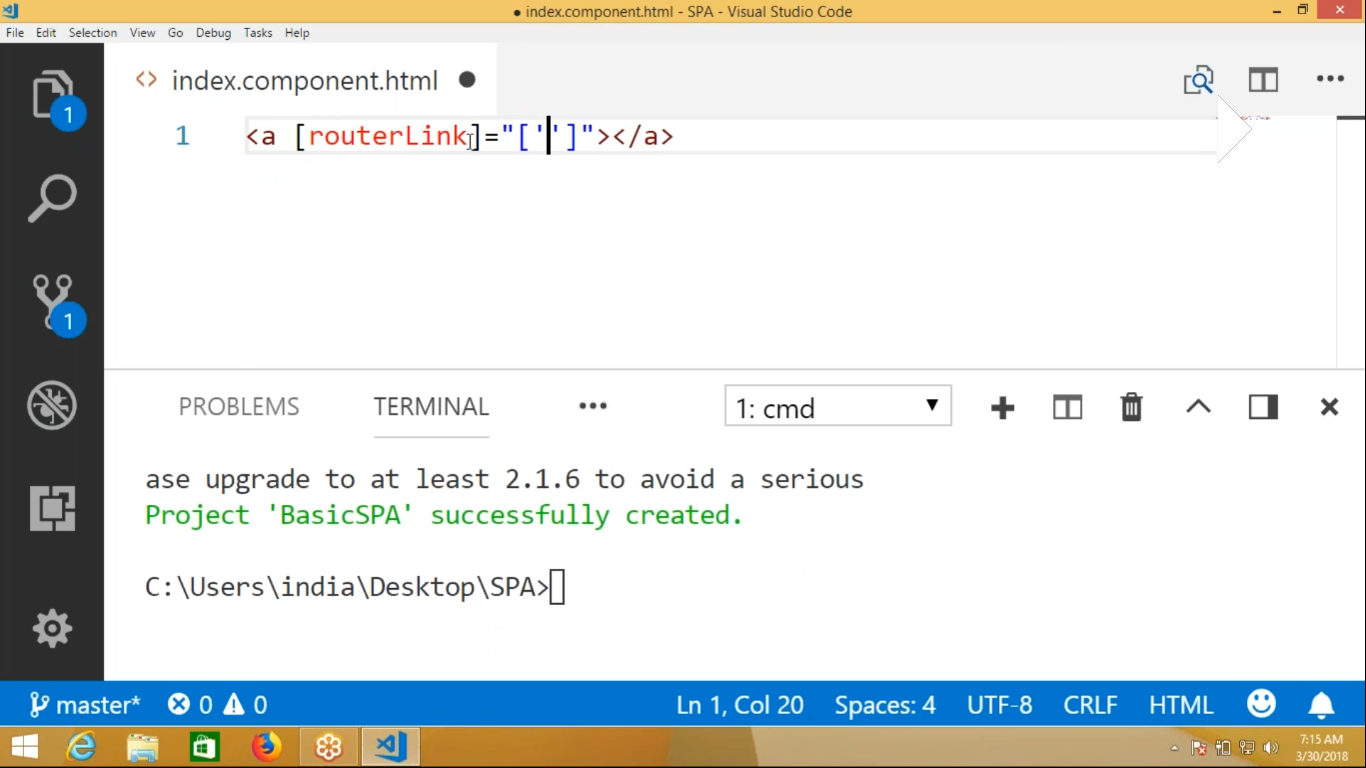 ● index.component.html - SPA - Visual Studio Code
File Edit Selection View Go Debug Tasks Help
<> index.component.html ●
1 <a [routerLink]="['']"></a>
PROBLEMS TERMINAL ••• 1: cmd
ase upgrade to at least 2.1.6 to avoid a serious
Project 'BasicSPA' successfully created.
C:\Users\india\Desktop\SPA>
1
1
master* 0 0 Ln 1, Col 20 Spaces: 4 UTF-8 CRLF HTML
7:15 AM
3/30/2018